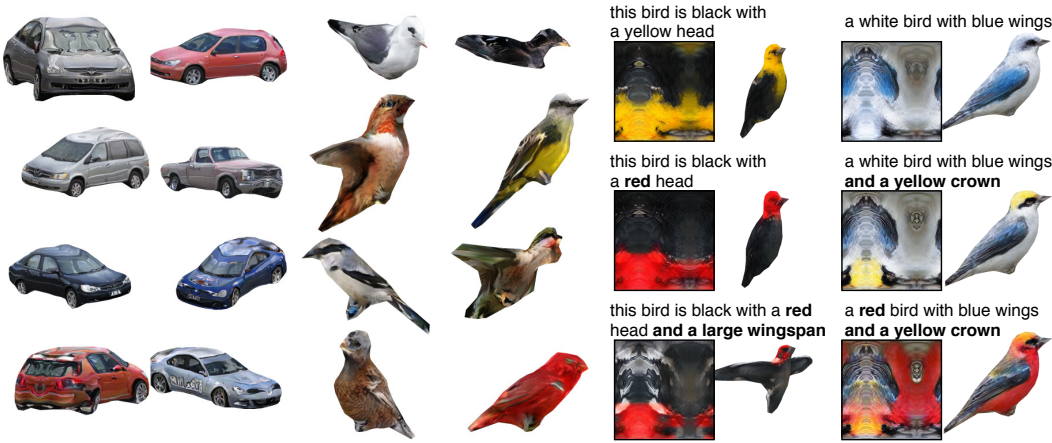 this bird is black with
a yellow head
a white bird with blue wings
this bird is black with
a red head
a white bird with blue wings
and a yellow crown
this bird is black with a red
head and a large wingspan
a red bird with blue wings
and a yellow crown